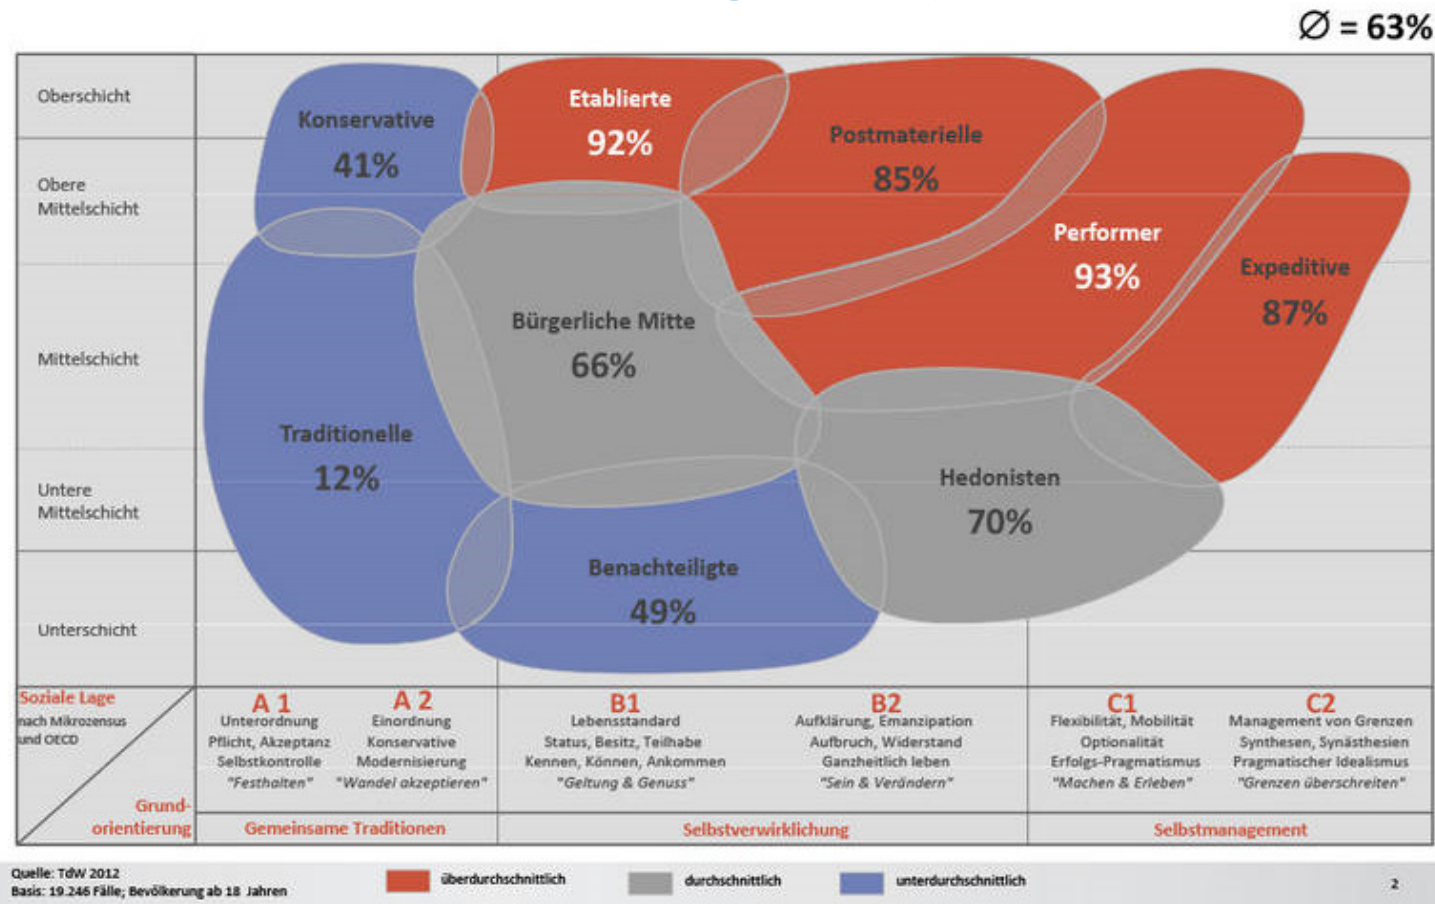 Ø = 63%
Oberschicht
Obere
Mittelschicht
Mittelschicht
Untere
Mittelschicht
Unterschicht
Konservative
41%
Etablierte
92%
Postmaterielle
85%
Performer
93%
Expeditive
87%
Bürgerliche Mitte
66%
Traditionelle
12%
Hedonisten
70%
Benachteiligte
49%
Soziale Lage
nach Mikrozensus
und OECD
Grund-
orientierung
A 1
Unterordnung
Pflicht, Akzeptanz
Selbstkontrolle
"Festhalten"
A 2
Einordnung
Konservative
Modernisierung
"Wandel akzeptieren"
B1
Lebensstandard
Status, Besitz, Teilhabe
Kennen, Können, Ankommen
"Geltung & Genuss"
B2
Aufklärung, Emanzipation
Aufbruch, Widerstand
Ganzheitlich leben
"Sein & Verändern"
C1
Flexibilität, Mobilität
Optionalität
Erfolgs-Pragmatismus
"Machen & Erleben"
C2
Management von Grenzen
Synthesen, Synästhesien
Pragmatischer Idealismus
"Grenzen überschreiten"
Gemeinsame Traditionen
Selbstverwirklichung
Selbstmanagement
Quelle: TdW 2012
Basis: 19.246 Fälle; Bevölkerung ab 18 Jahren
überdurchschnittlich
durchschnittlich
unterdurchschnittlich
2